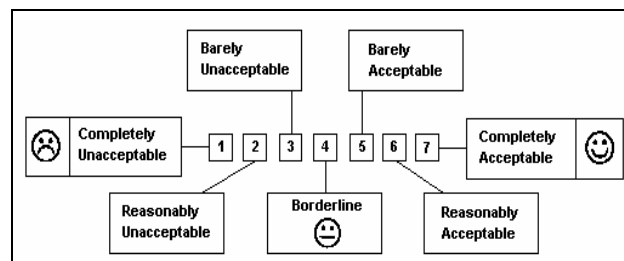 Barely
Unacceptable
Barely
Acceptable
Completely
Unacceptable
1 2 3 4 5 6 7
Completely
Acceptable
Reasonably
Unacceptable
Borderline
Reasonably
Acceptable